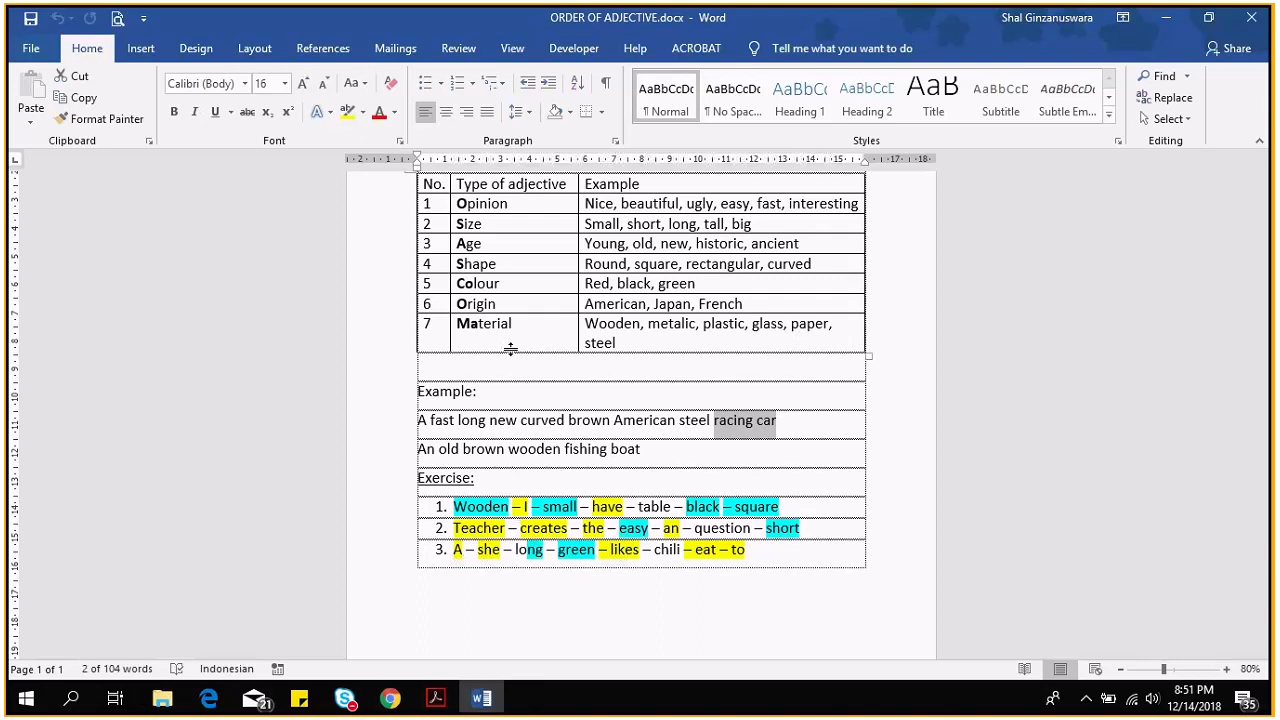 ORDER OF ADJECTIVE.docx - Word
Shal Ginzanuswara
File Home Insert Design Layout References Mailings Review View Developer Help ACROBAT Tell me what you want to do Share
Paste
Cut
Copy
Format Painter
Clipboard
Calibri (Body) 16
Font
Paragraph
AaBbCcDc AaBbCcDc AaBbCc AaBbCcC AaB AaBbCcD AaBbCcDc
¶ Normal ¶ No Spac... Heading 1 Heading 2 Title Subtitle Subtle Em...
Styles
Find
Replace
Select
Editing
No. Type of adjective Example
1 Opinion Nice, beautiful, ugly, easy, fast, interesting
2 Size Small, short, long, tall, big
3 Age Young, old, new, historic, ancient
4 Shape Round, square, rectangular, curved
5 Colour Red, black, green
6 Origin American, Japan, French
7 Material Wooden, metalic, plastic, glass, paper,
steel
Example:
A fast long new curved brown American steel racing car
An old brown wooden fishing boat
Exercise:
1. Wooden – I – small – have – table – black – square
2. Teacher – creates – the – easy – an – question – short
3. A – she – long – green – likes – chili – eat – to
Page 1 of 1 2 of 104 words Indonesian 80%
21
8:51 PM
12/14/2018
35